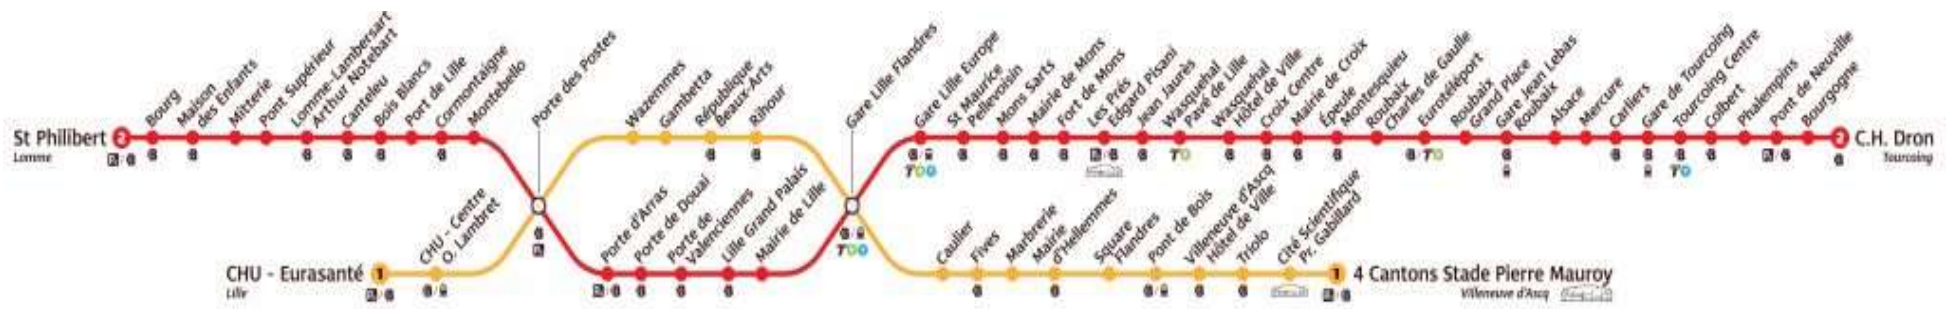 St Philibert
Lomme
2
Bourg
Maison
des Enfants
Mitterie
Pont Supérieur
Lomme-Lambersart
Arthur Notebart
Canteleu
Bois Blancs
Port de Lille
Cormontaigne
Montebello
Porte des Postes
Wazemmes
Gambetta
République
Beaux-Arts
Rihour
Gare Lille Flandres
Gare Lille Europe
St Maurice
Pellevoisin
Mons Sarts
Mairie de Mons
Fort de Mons
Les Prés
Edgard Pisani
Jean Jaurès
Wasquehal
Pavé de Lille
Wasquehal
Hôtel de Ville
Croix Centre
Mairie de Croix
Épeule
Montesquieu
Roubaix
Charles de Gaulle
Eurotéléport
Roubaix
Grand Place
Gare Jean Lebas
Roubaix
Alsace
Mercure
Carliers
Gare de Tourcoing
Tourcoing Centre
Colbert
Phalempins
Pont de Neuville
Bourgogne
2
C.H. Dron
Tourcoing
CHU - Eurasanté
Lille
1
CHU - Centre
O. Lambret
Porte d'Arras
Porte de Douai
Porte de
Valenciennes
Lille Grand Palais
Mairie de Lille
Caulier
Fives
Marbrerie
Mairie
d'Hellemmes
Square
Flandres
Pont de Bois
Villeneuve d'Ascq
Hôtel de Ville
Triolo
Cité Scientifique
Pr. Gabillard
1
4 Cantons Stade Pierre Mauroy
Villeneuve d'Ascq